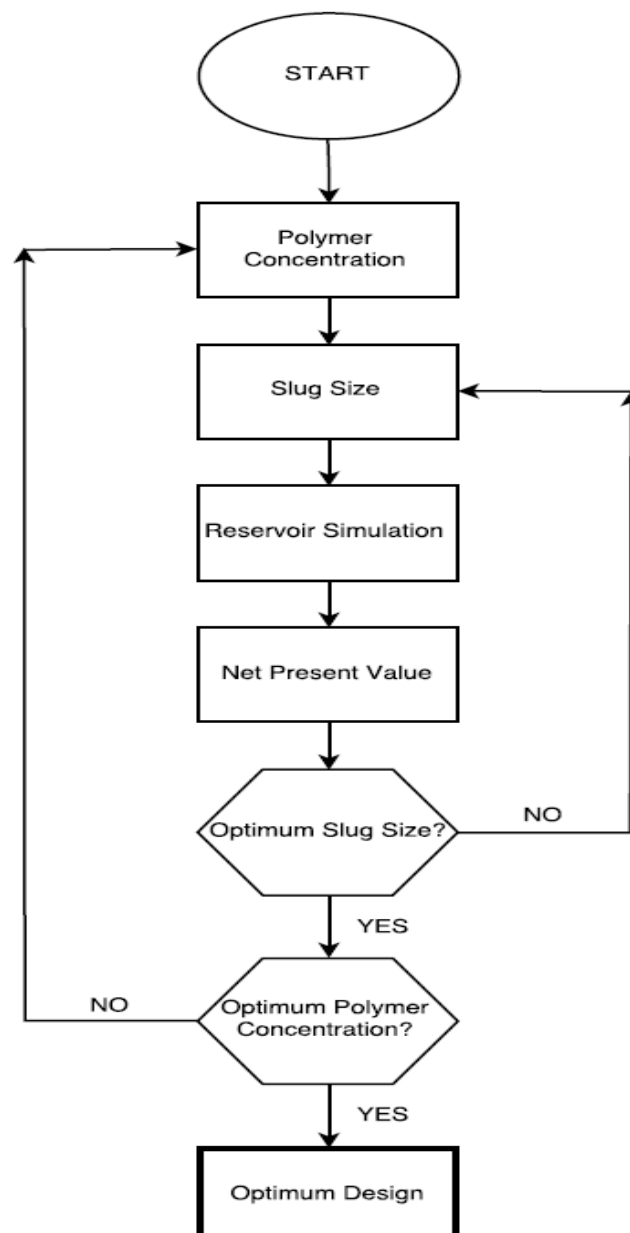 START
Polymer
Concentration
Slug Size
Reservoir Simulation
Net Present Value
Optimum Slug Size?
NO
YES
Optimum Polymer
Concentration?
NO
YES
Optimum Design